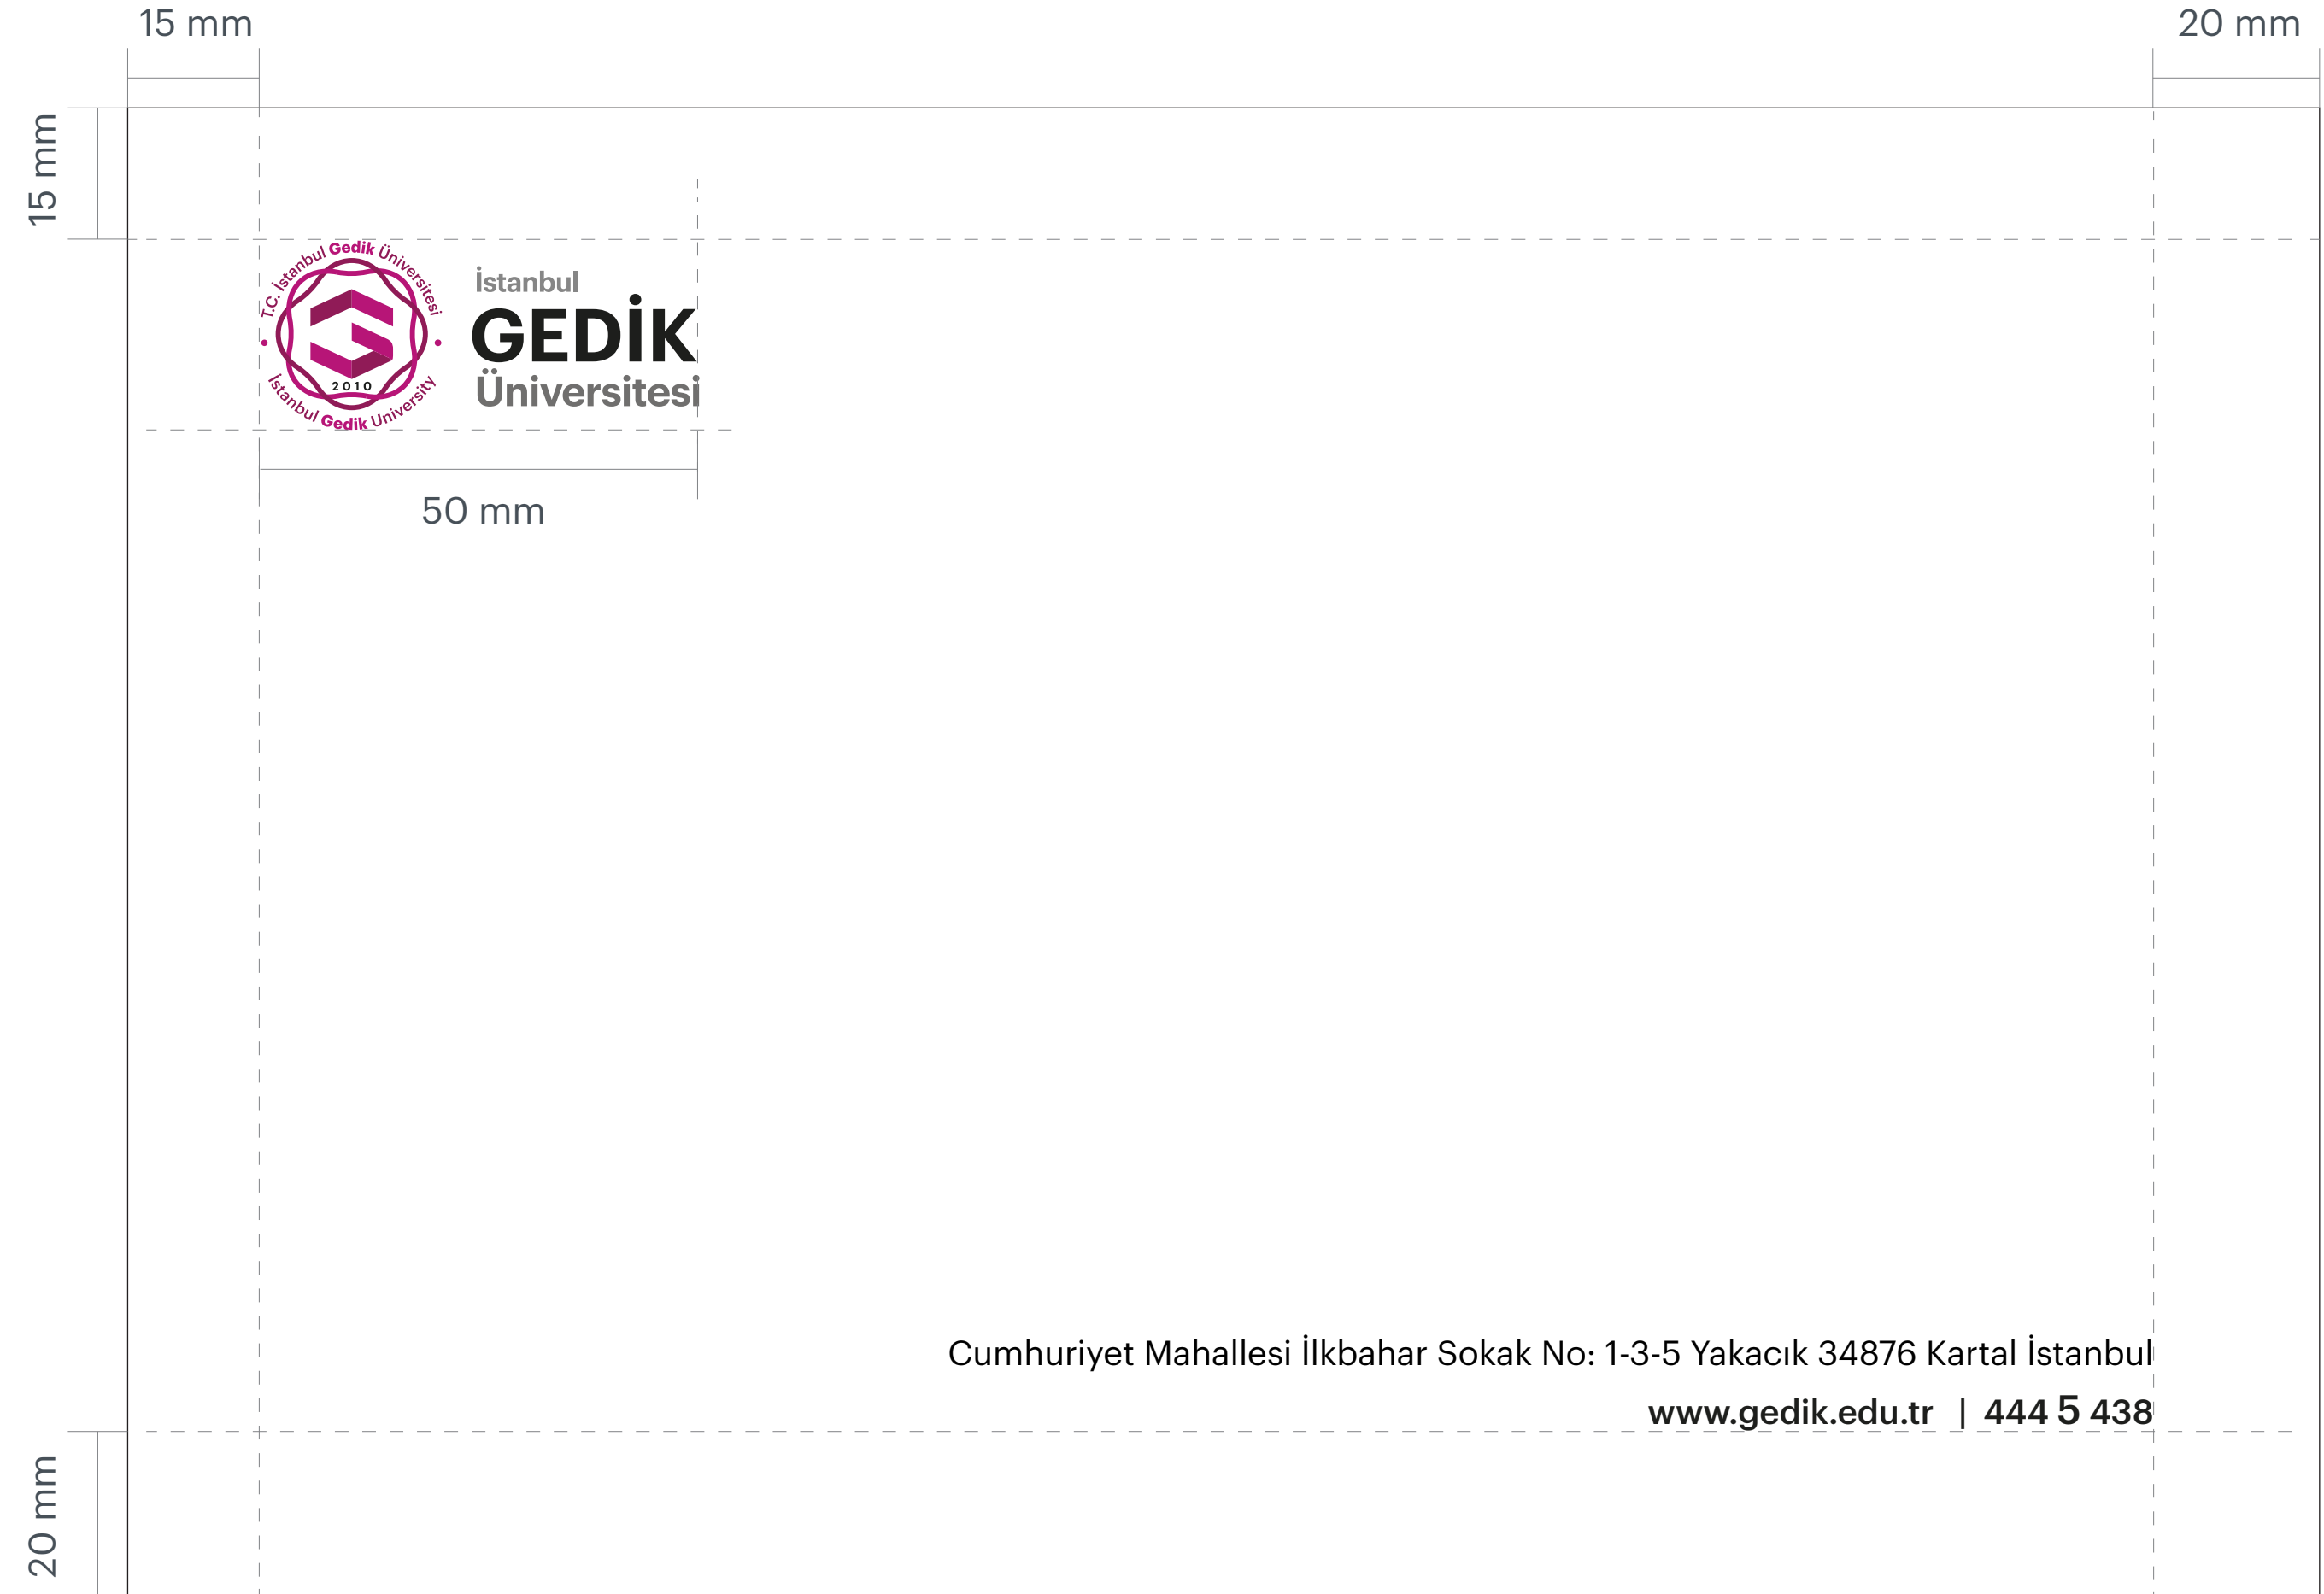 15 mm
20 mm
15 mm
T.C. İstanbul Gedik Üniversitesi
2010
İstanbul Gedik University
İstanbul
GEDİK
Üniversitesi
50 mm
Cumhuriyet Mahallesi İlkbahar Sokak No: 1-3-5 Yakacık 34876 Kartal İstanbul
www.gedik.edu.tr | 444 5 438
20 mm